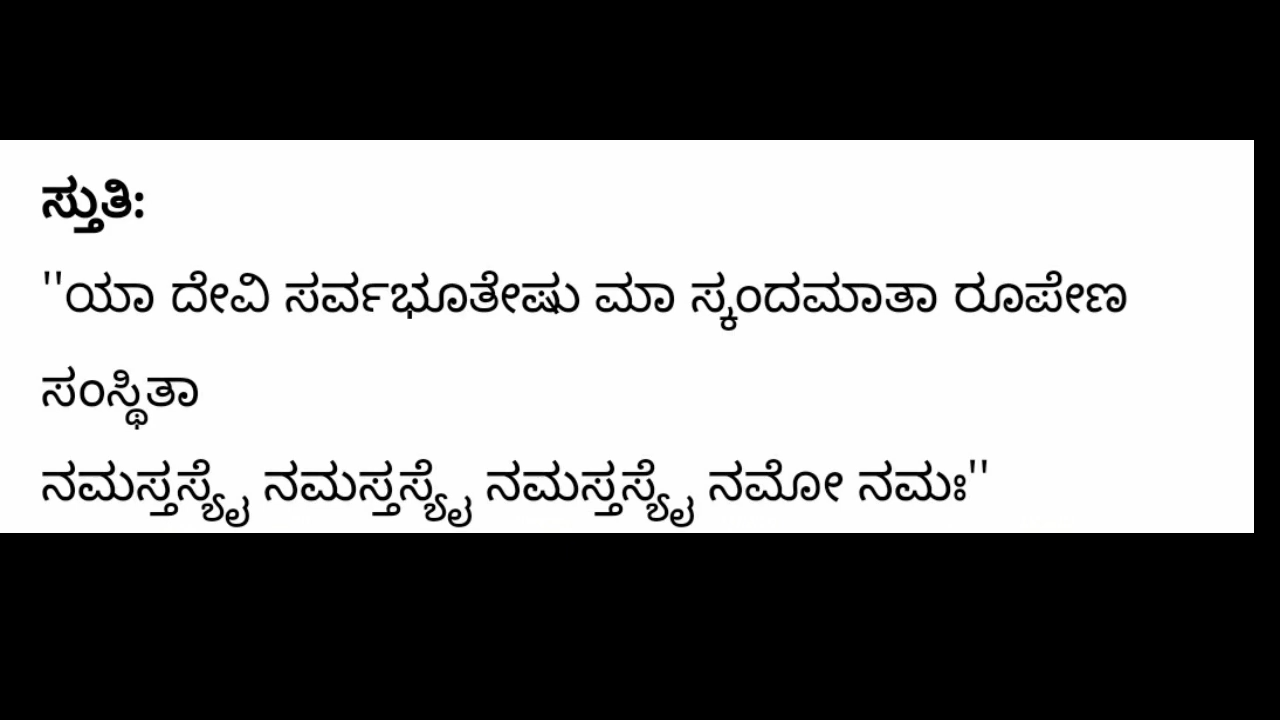 ಸ್ತುತಿ:
"ಯಾ ದೇವಿ ಸರ್ವಭೂತೇಷು ಮಾ ಸ್ಕಂದಮಾತಾ ರೂಪೇಣ
ಸಂಸ್ಥಿತಾ
ನಮಸ್ತಸ್ಯೈ ನಮಸ್ತಸ್ಯೈ ನಮಸ್ತಸ್ಯೈ ನಮೋ ನಮಃ"